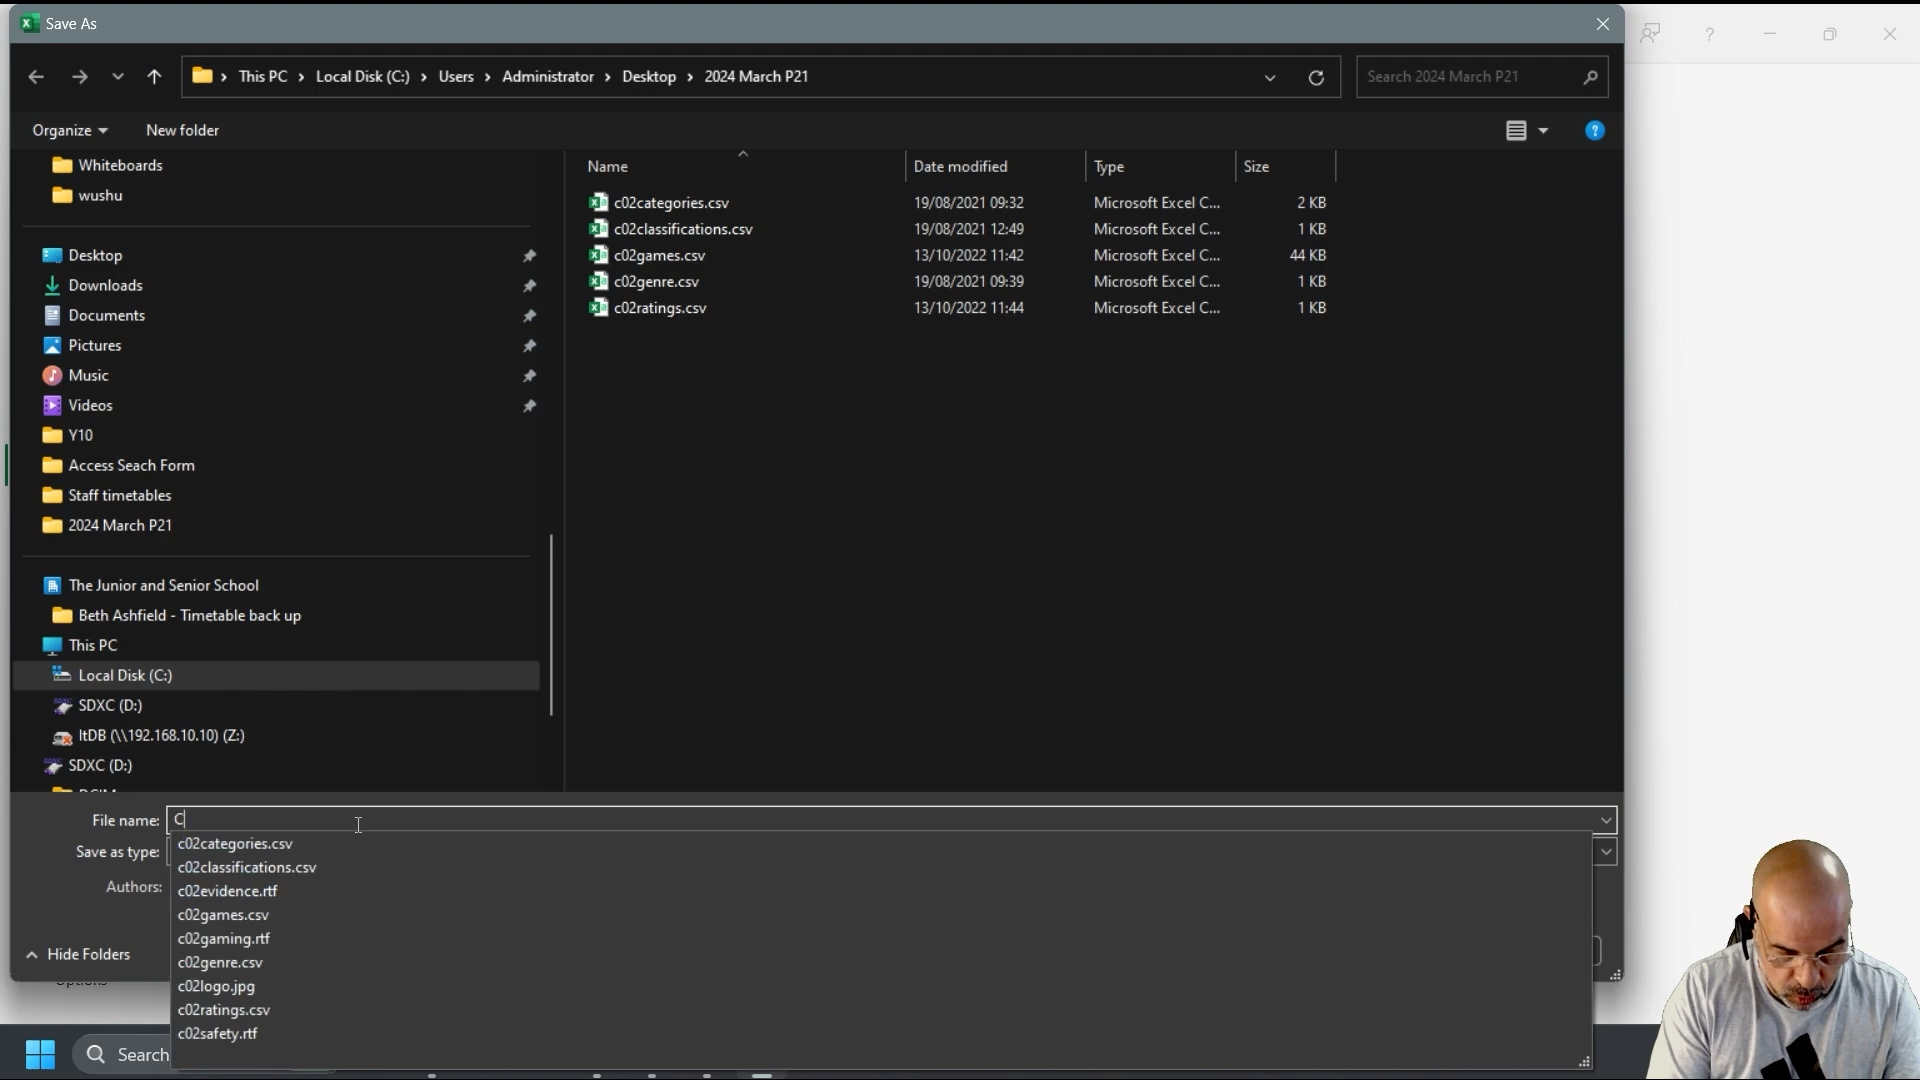 Save As
This PC
Local Disk (C:)
Users
Administrator
Desktop
2024 March P21
Search 2024 March P21
Organize
New folder
Whiteboards
wushu
Desktop
Downloads
Documents
Pictures
Music
Videos
Y10
Access Seach Form
Staff timetables
2024 March P21
The Junior and Senior School
Beth Ashfield - Timetable back up
This PC
Local Disk (C:)
SDXC (D:)
ItDB (\\192.168.10.10) (Z:)
SDXC (D:)
Name Date modified Type Size
c02categories.csv 19/08/2021 09:32 Microsoft Excel C... 2 KB
c02classifications.csv 19/08/2021 12:49 Microsoft Excel C... 1 KB
c02games.csv 13/10/2022 11:42 Microsoft Excel C... 44 KB
c02genre.csv 19/08/2021 09:39 Microsoft Excel C... 1 KB
c02ratings.csv 13/10/2022 11:44 Microsoft Excel C... 1 KB
File name: C
Save as type:
Authors:
c02categories.csv
c02classifications.csv
c02evidence.rtf
c02games.csv
c02gaming.rtf
c02genre.csv
c02logo.jpg
c02ratings.csv
c02safety.rtf
Hide Folders
Search